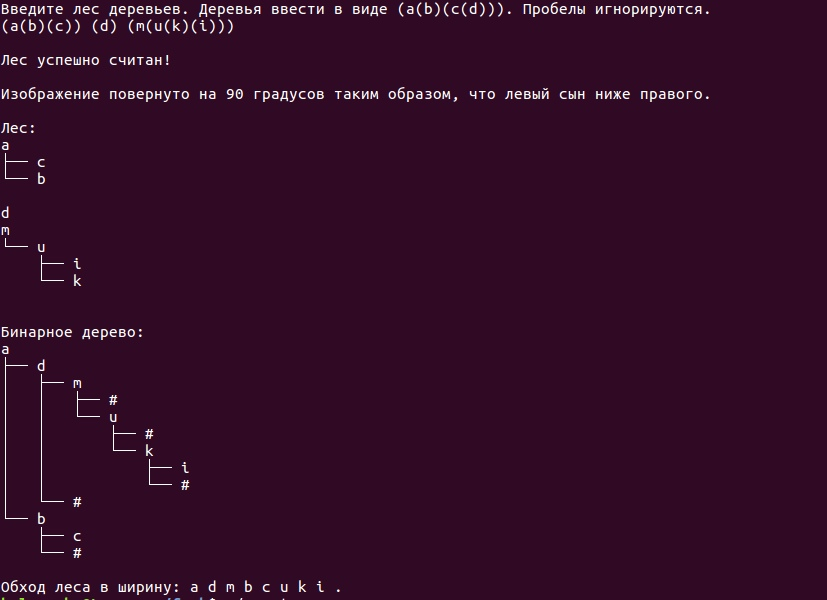 Введите лес деревьев. Деревья ввести в виде (a(b)(c(d))). Пробелы игнорируются.
(a(b)(c)) (d) (m(u(k)(i)))
Лес успешно считан!
Изображение повернуто на 90 градусов таким образом, что левый сын ниже правого.
Лес:
a
├── c
└── b
d
m
└── u
    ├── i
    └── k
Бинарное дерево:
a
├── d
│   ├── m
│   │   ├── #
│   │   └── u
│   │       ├── #
│   │       └── k
│   │           ├── i
│   │           └── #
│   └── #
└── b
    ├── c
    └── #
Обход леса в ширину: a d m b c u k i .